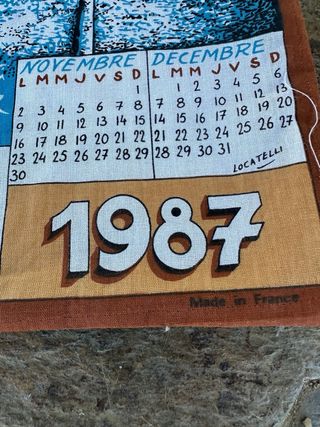 NOVEMBRE
L M M J V S D
1
2 3 4 5 6 7 8
9 10 11 12 13 14 15
16 17 18 19 20 21 22
23 24 25 26 27 28 29
30
DECEMBRE
L M M J V S D
1 2 3 4 5 6
7 8 9 10 11 12 13
14 15 16 17 18 19 20
21 22 23 24 25 26 27
28 29 30 31
LOCATELLI
1987
Made in France